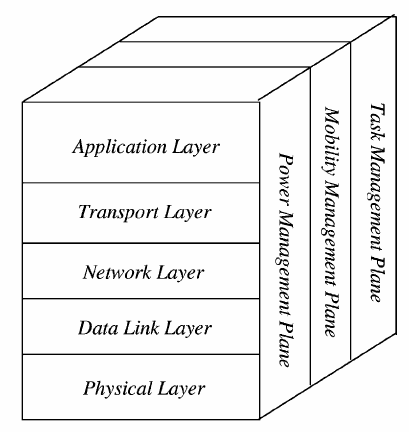 Application Layer
Transport Layer
Network Layer
Data Link Layer
Physical Layer
Power Management Plane
Mobility Management Plane
Task Management Plane